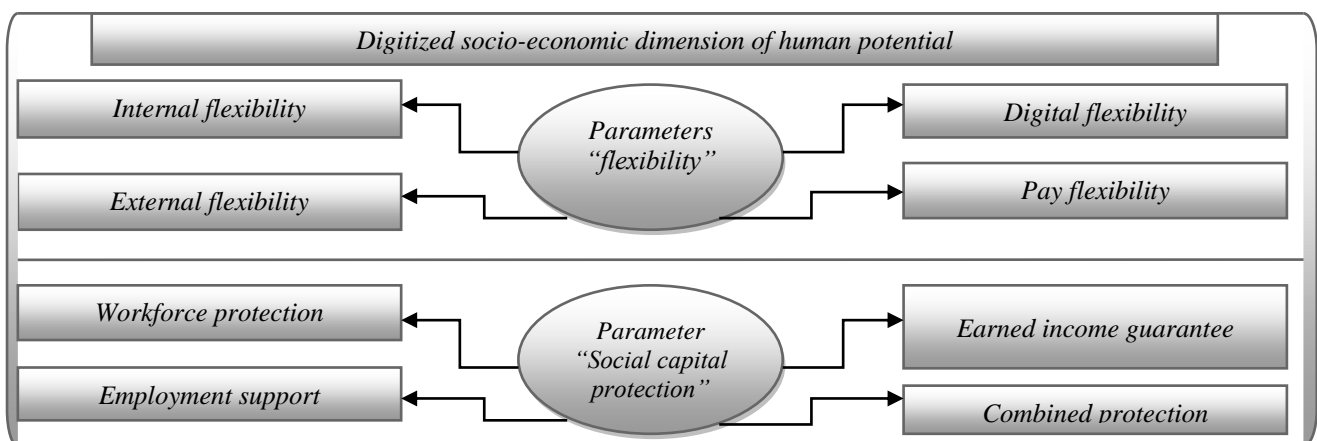 Digitized socio-economic dimension of human potential
Internal flexibility
Parameters
“flexibility”
Digital flexibility
External flexibility
Pay flexibility
Workforce protection
Parameter
“Social capital
protection”
Earned income guarantee
Employment support
Combined protection